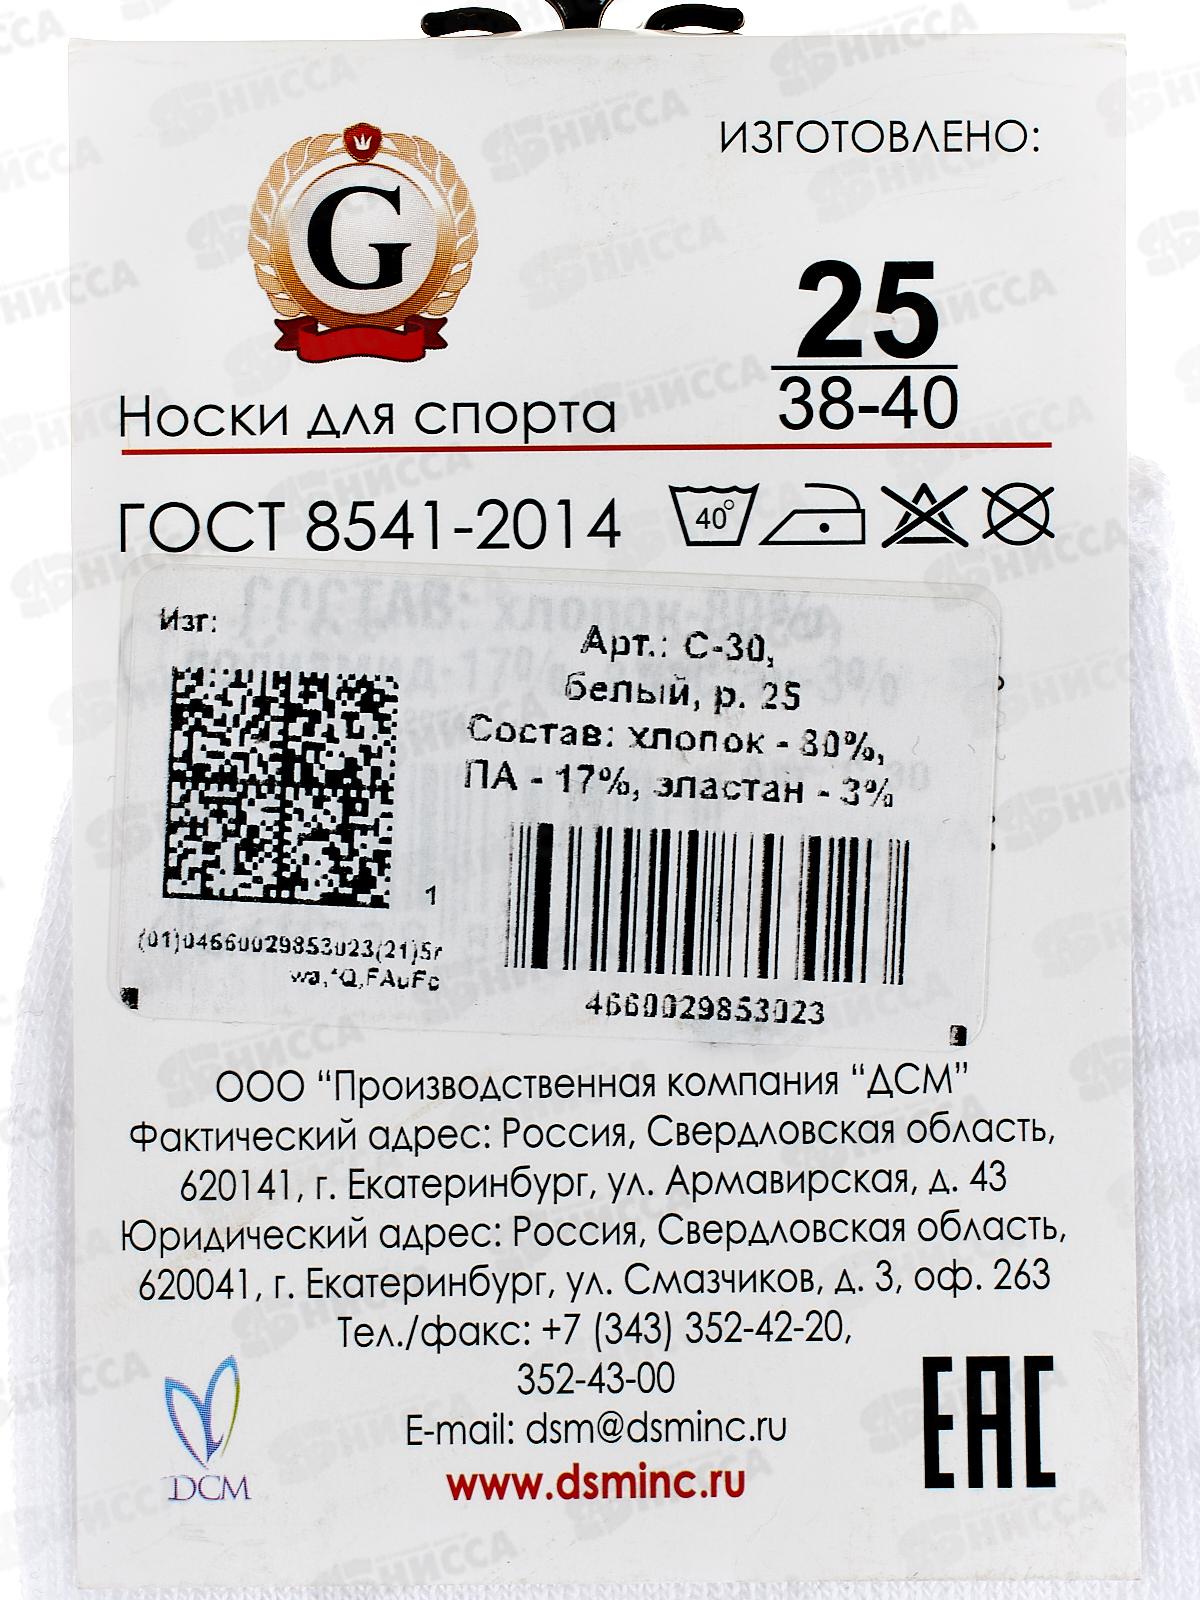 ИЗГОТОВЛЕНО:
G
25
38-40
Носки для спорта
ГОСТ 8541-2014
40°
Изг:
Арт.: С-30,
белый, р. 25
Состав: хлопок - 80%,
ПА - 17%, эластан - 3%
1
(01)04660029853023(21)5r
4660029853023
ООО “Производственная компания “ДСМ”
Фактический адрес: Россия, Свердловская область,
620141, г. Екатеринбург, ул. Армавирская, д. 43
Юридический адрес: Россия, Свердловская область,
620041, г. Екатеринбург, ул. Смазчиков, д. 3, оф. 263
Тел./факс: +7 (343) 352-42-20,
352-43-00
E-mail: dsm@dsminc.ru
www.dsminc.ru
DCM
EAC